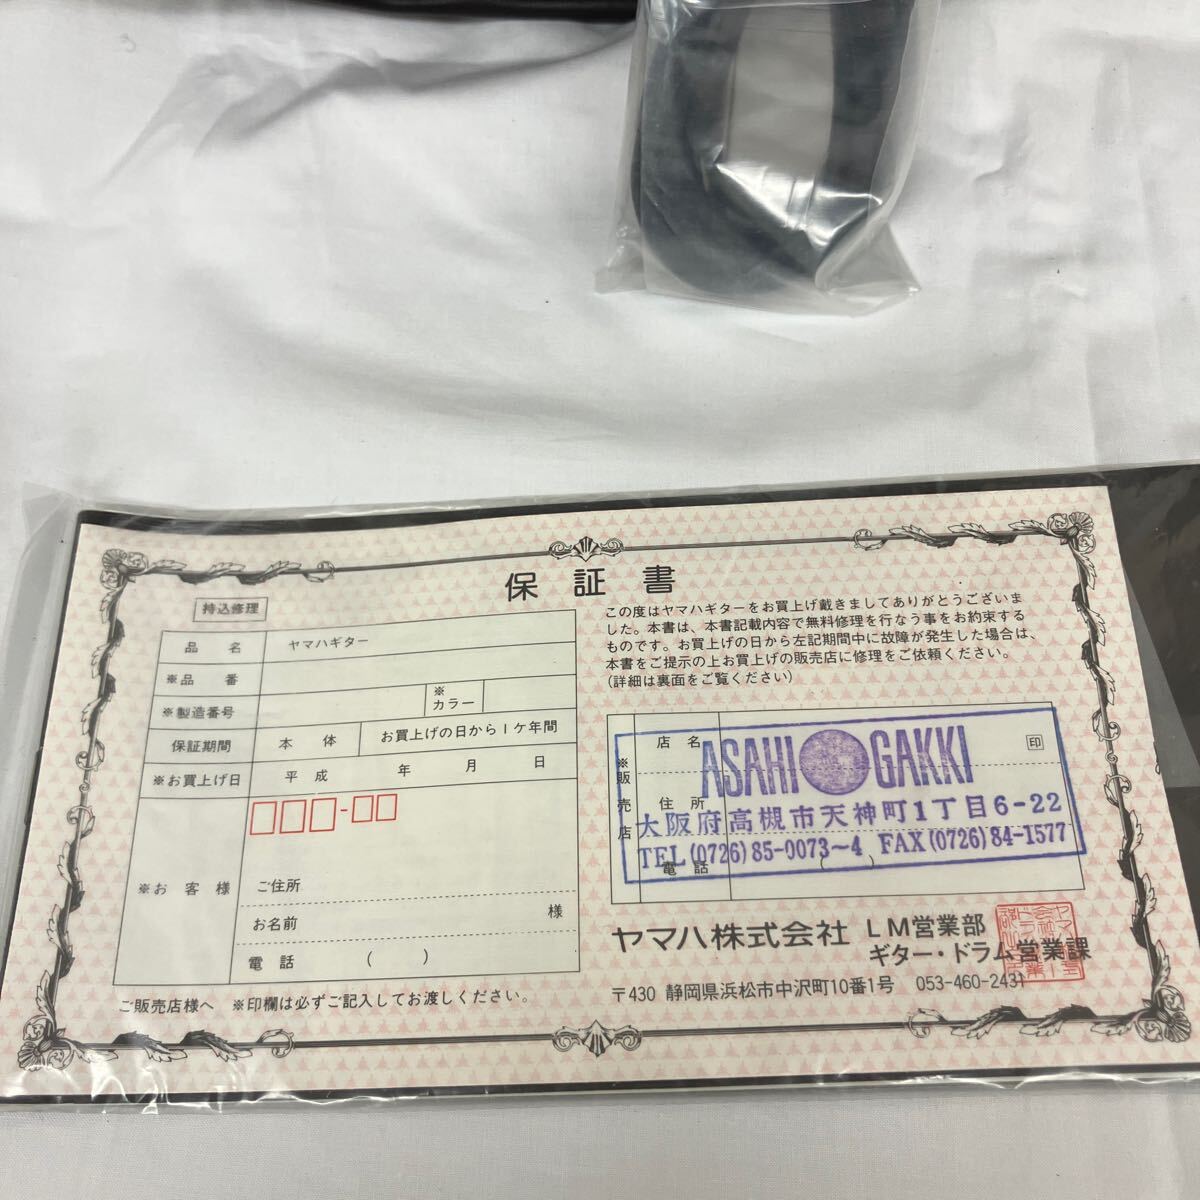 保証書
持込修理
品名 ヤマハギター
※品番
※製造番号 ※カラー
保証期間 本体 お買上げの日から1ケ年間
※お買上げ日 平成 年 月 日
※お客様
ご住所
お名前 様
電話 ( )
ご販売店様へ ※印欄は必ずご記入してお渡しください。
この度はヤマハギターをお買上げ戴きましてありがとうございま
した。本書は、本書記載内容で無料修理を行なう事をお約束する
ものです。お買上げの日から左記期間中に故障が発生した場合は、
本書をご提示の上お買上げの販売店に修理をご依頼ください。
(詳細は裏面をご覧ください)
※販売店
店名 印
住所
電話 ( )
ASAHI GAKKI
大阪府高槻市天神町1丁目6-22
TEL(0726)85-0073~4 FAX(0726)84-1577
ヤマハ株式会社 LM営業部
ギター・ドラム営業課
〒430 静岡県浜松市中沢町10番1号 053-460-2431